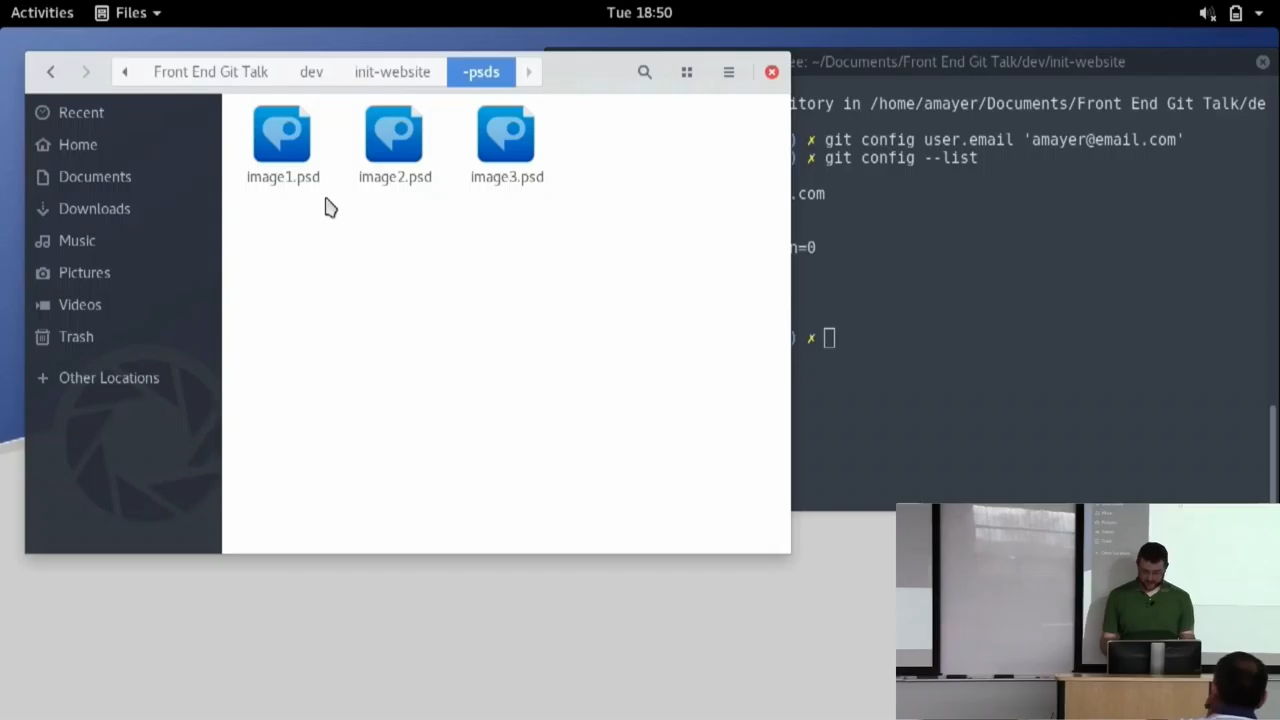 Activities Files Tue 18:50
Front End Git Talk dev init-website -psds
Recent
Home
Documents
Downloads
Music
Pictures
Videos
Trash
+ Other Locations
image1.psd image2.psd image3.psd
ee: ~/Documents/Front End Git Talk/dev/init-website
itory in /home/amayer/Documents/Front End Git Talk/de
) ✗ git config user.email 'amayer@email.com'
) ✗ git config --list
.com
n=0
) ✗